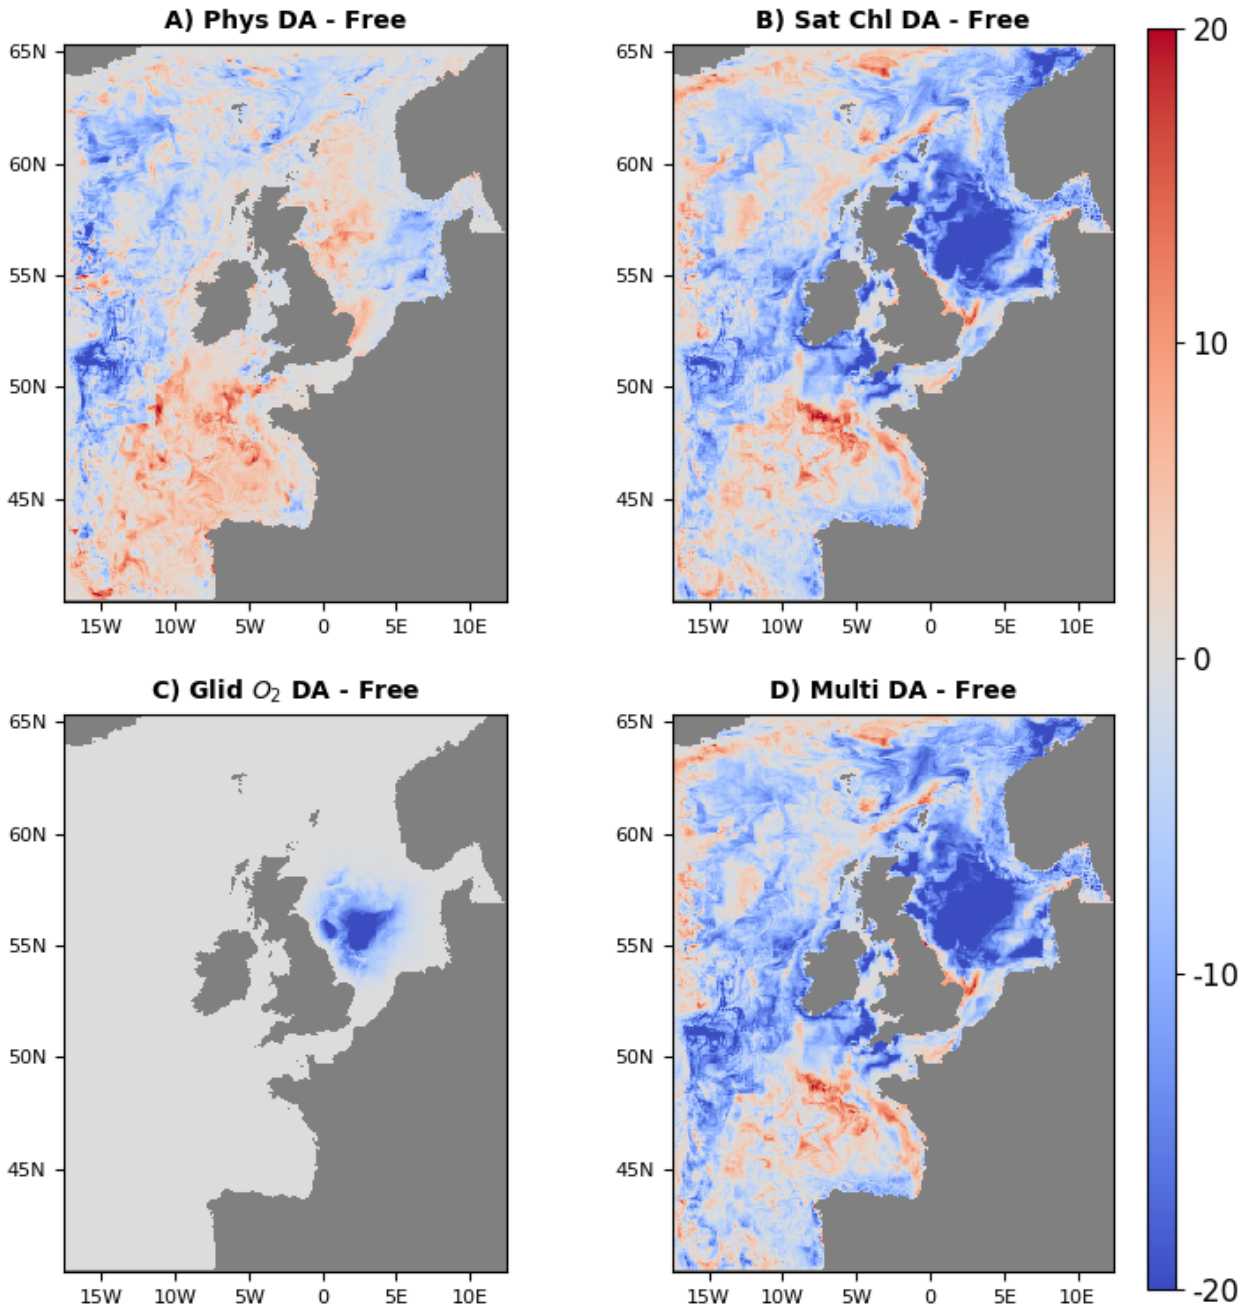 A) Phys DA - Free
B) Sat Chl DA - Free
20
65N
65N
60N
60N
55N
55N
10
50N
50N
45N
45N
15W 10W 5W 0 5E 10E
15W 10W 5W 0 5E 10E
0
C) Glid O₂ DA - Free
D) Multi DA - Free
65N
65N
60N
60N
55N
55N
-10
50N
50N
45N
45N
15W 10W 5W 0 5E 10E
15W 10W 5W 0 5E 10E
-20